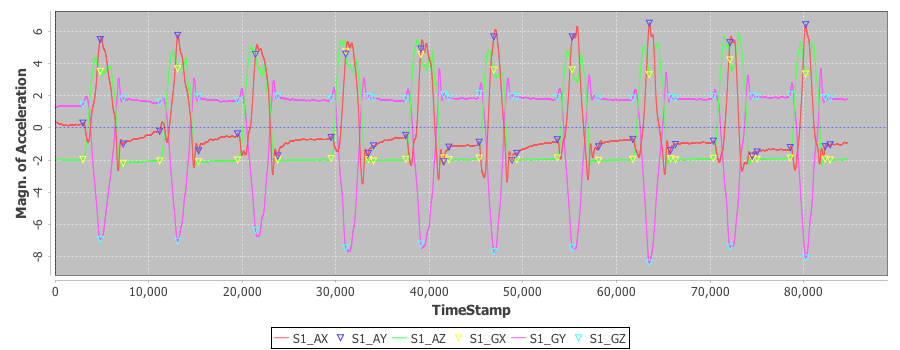 6
4
2
0
-2
-4
-6
-8
Magn. of Acceleration
0 10,000 20,000 30,000 40,000 50,000 60,000 70,000 80,000
TimeStamp
S1_AX S1_AY S1_AZ S1_GX S1_GY S1_GZ